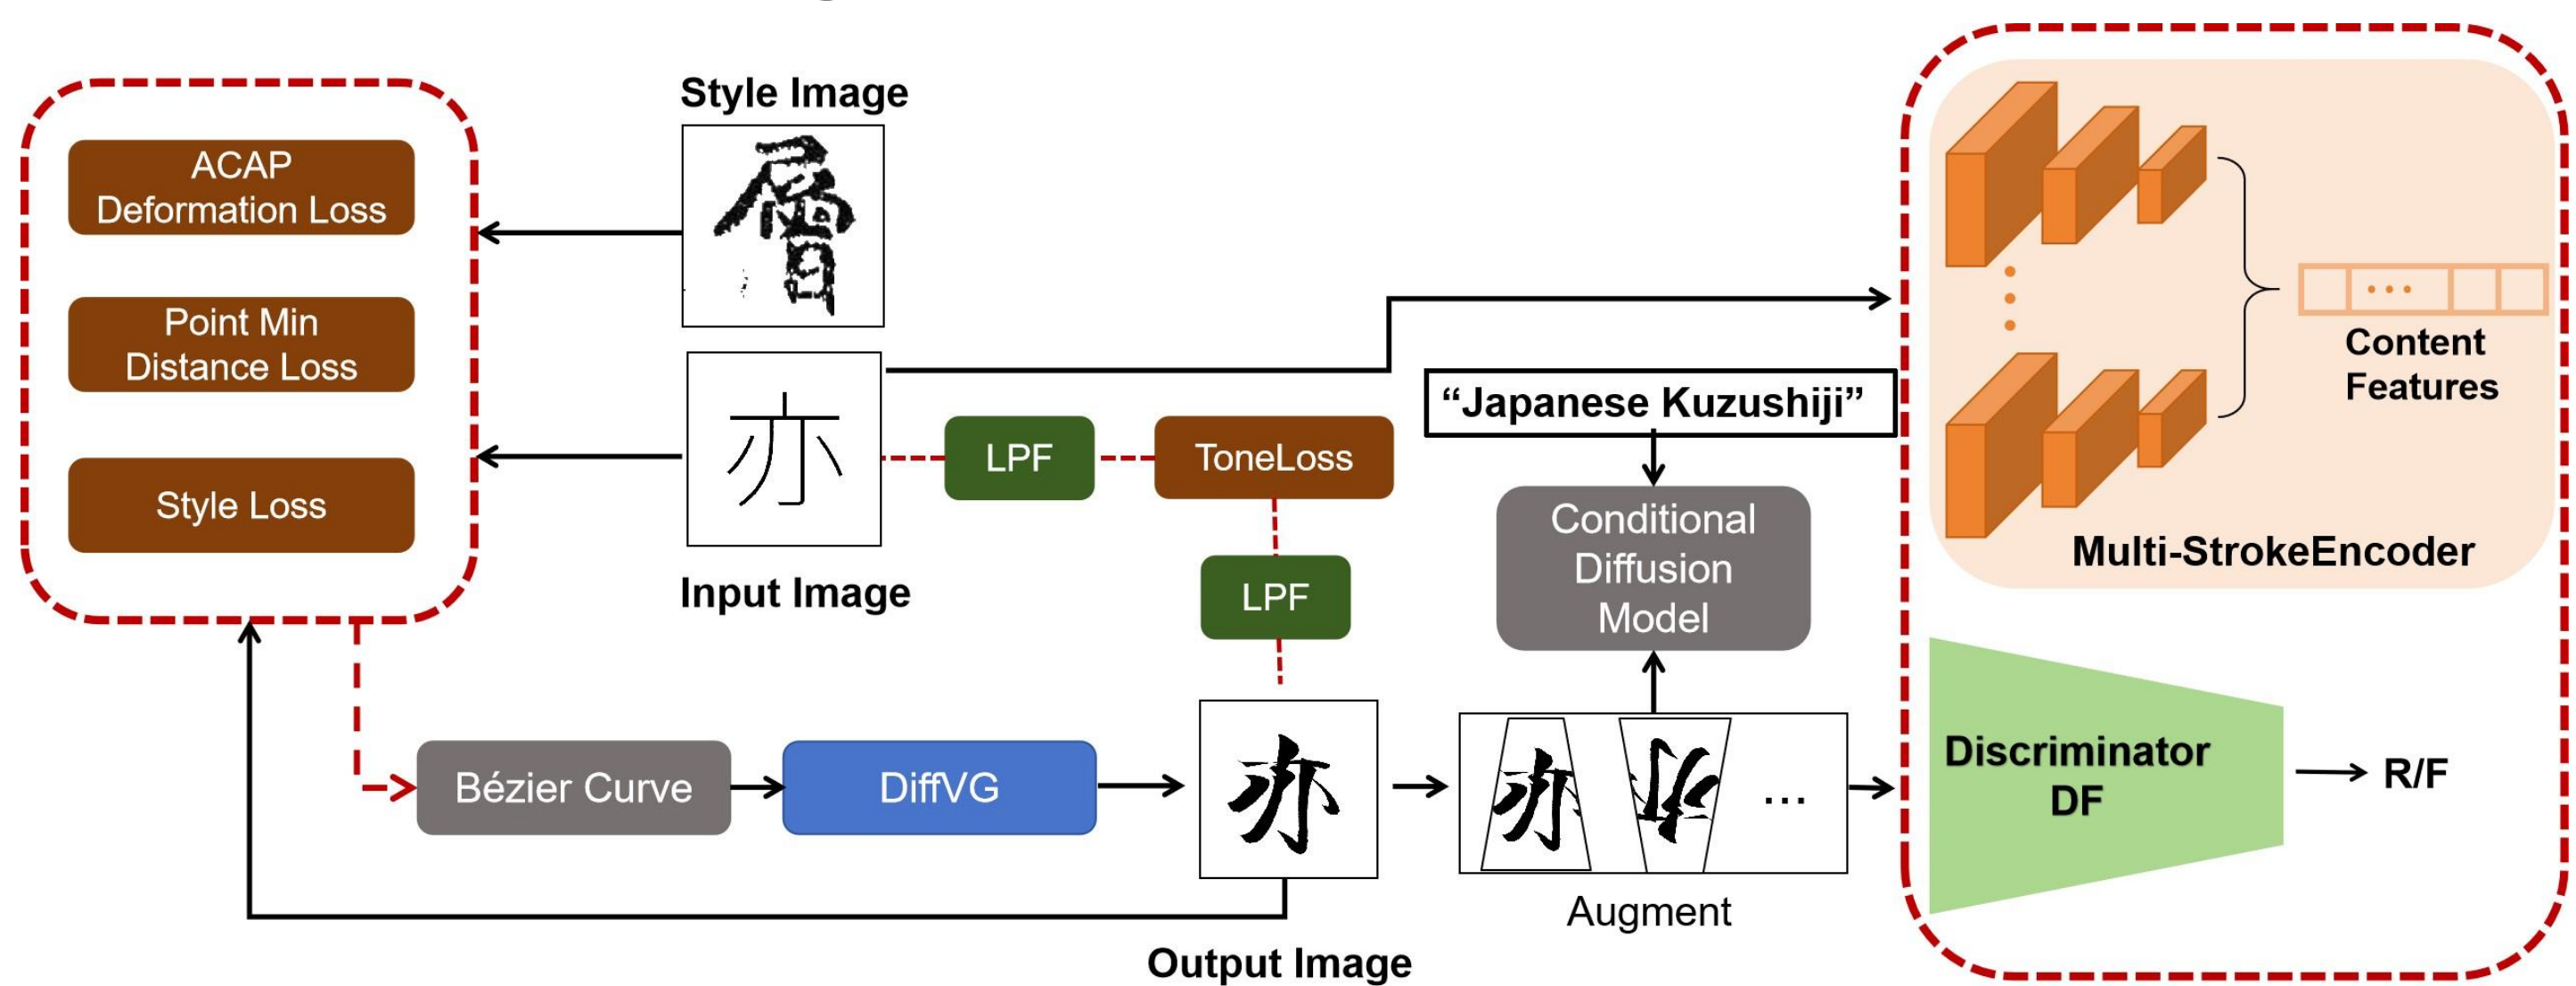 Style Image
ACAP
Deformation Loss
Point Min
Distance Loss
Style Loss
層
亦
Input Image
LPF
ToneLoss
LPF
"Japanese Kuzushiji"
Conditional
Diffusion
Model
Content
Features
Multi-StrokeEncoder
Bézier Curve
DiffVG
亦
亦
...
Augment
Output Image
Discriminator
DF
R/F